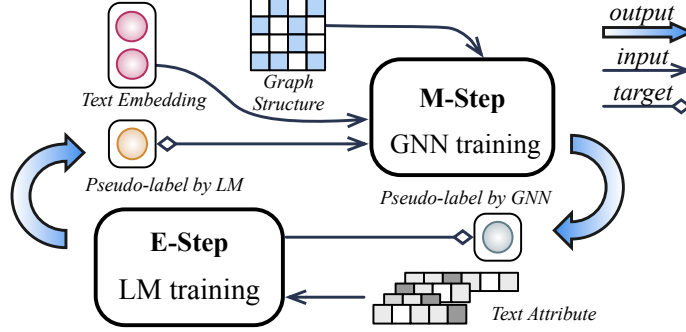 output
input
target
Text Embedding
Graph
Structure
M-Step
GNN training
Pseudo-label by LM
Pseudo-label by GNN
E-Step
LM training
Text Attribute